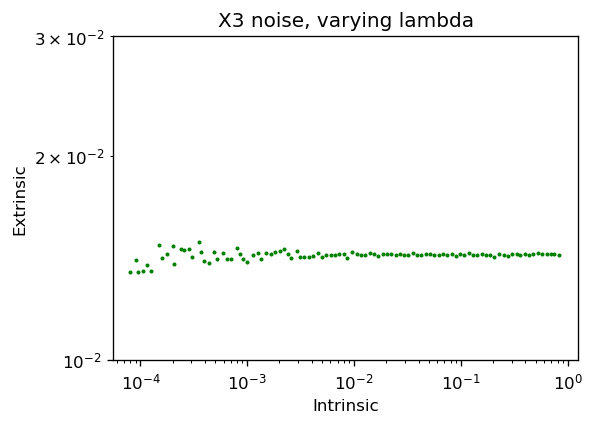 X3 noise, varying lambda
3 × 10⁻²
2 × 10⁻²
10⁻²
Extrinsic
10⁻⁴ 10⁻³ 10⁻² 10⁻¹ 10⁰
Intrinsic